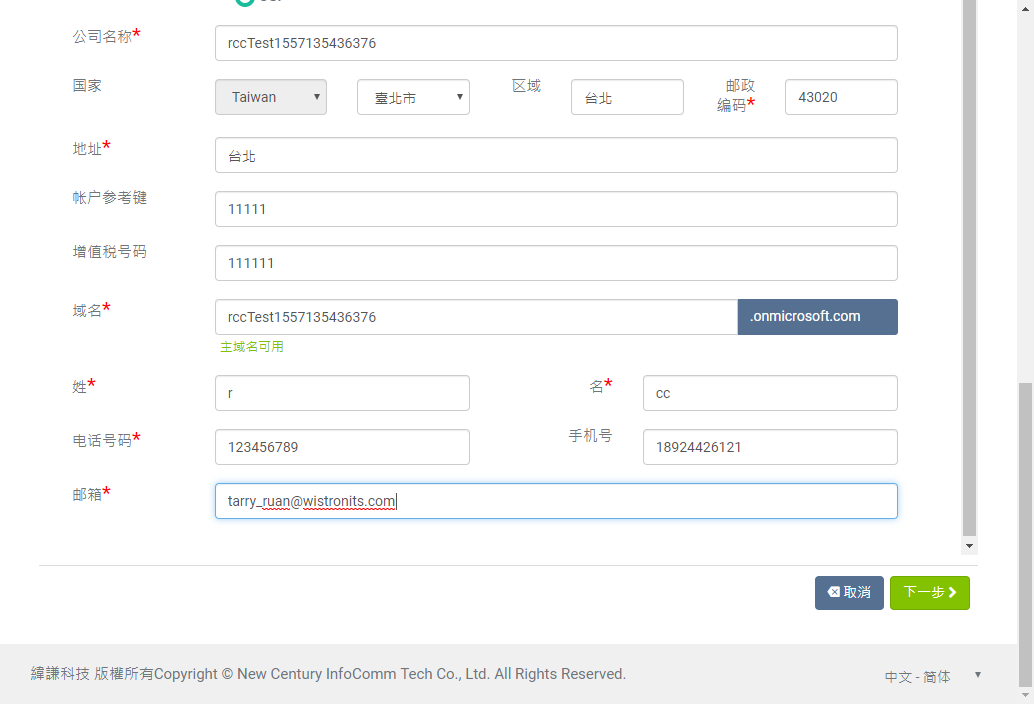 公司名称*
rccTest1557135436376
国家
Taiwan
臺北市
区域
台北
邮政
编码*
43020
地址*
台北
帐户参考键
11111
增值税号码
111111
域名*
rccTest1557135436376
.onmicrosoft.com
主域名可用
姓*
r
名*
cc
电话号码*
123456789
手机号
18924426121
邮箱*
tarry_ruan@wistronits.com
取消
下一步
緯謙科技 版權所有Copyright © New Century InfoComm Tech Co., Ltd. All Rights Reserved.
中文 - 简体